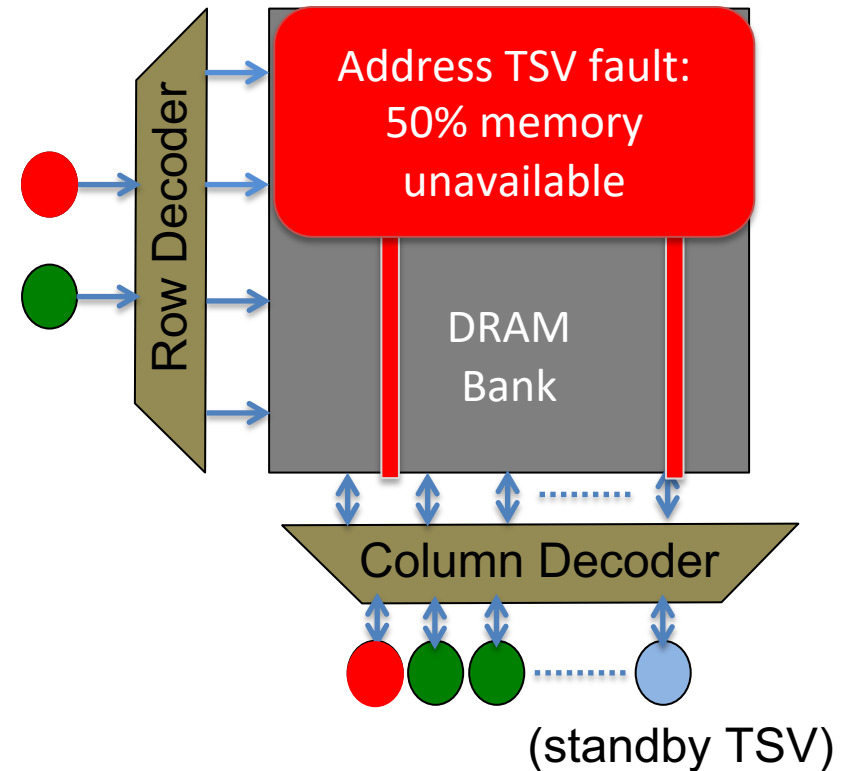 Address TSV fault:
50% memory
unavailable
Row Decoder
DRAM
Bank
Column Decoder
(standby TSV)